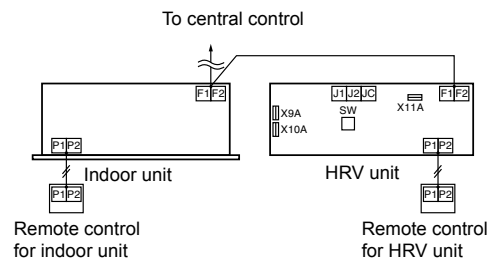 To central control
F1 F2
J1 J2 JC
F1 F2
X9A
SW
X11A
X10A
P1 P2
P1 P2
Indoor unit
HRV unit
P1 P2
P1 P2
Remote control
for indoor unit
Remote control
for HRV unit